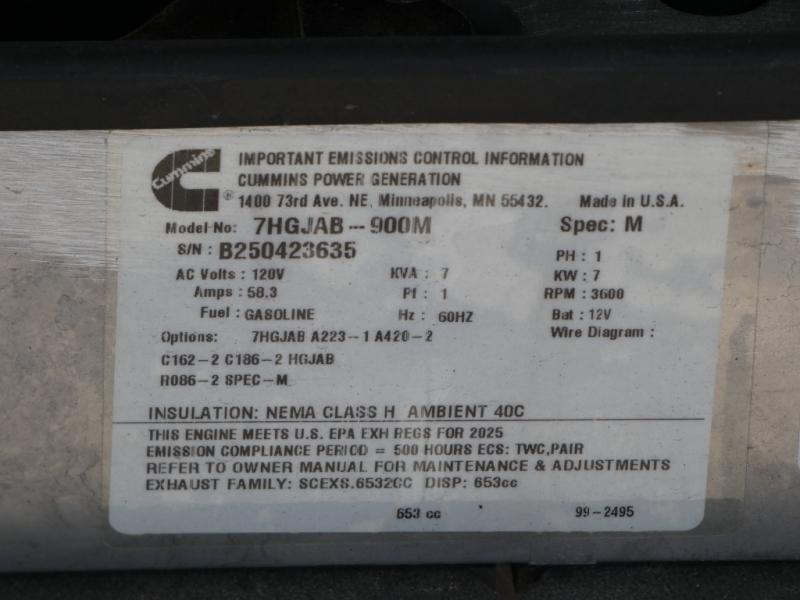 Cummins
IMPORTANT EMISSIONS CONTROL INFORMATION
CUMMINS POWER GENERATION
® 1400 73rd Ave. NE, Minneapolis, MN 55432. Made in U.S.A.
Model No: 7HGJAB--900M Spec: M
S/N : B250423635 PH : 1
AC Volts : 120V KVA : 7 KW : 7
Amps : 58.3 Pf : 1 RPM : 3600
Fuel : GASOLINE Hz : 60HZ Bat : 12V
Options: 7HGJAB A223-1 A420-2 Wire Diagram :
C162-2 C186-2 HGJAB
R086-2 SPEC-M
INSULATION: NEMA CLASS H AMBIENT 40C
THIS ENGINE MEETS U.S. EPA EXH REGS FOR 2025
EMISSION COMPLIANCE PERIOD = 500 HOURS ECS: TWC,PAIR
REFER TO OWNER MANUAL FOR MAINTENANCE & ADJUSTMENTS
EXHAUST FAMILY: SCEXS.6532CC DISP: 653cc
653 cc 99-2495